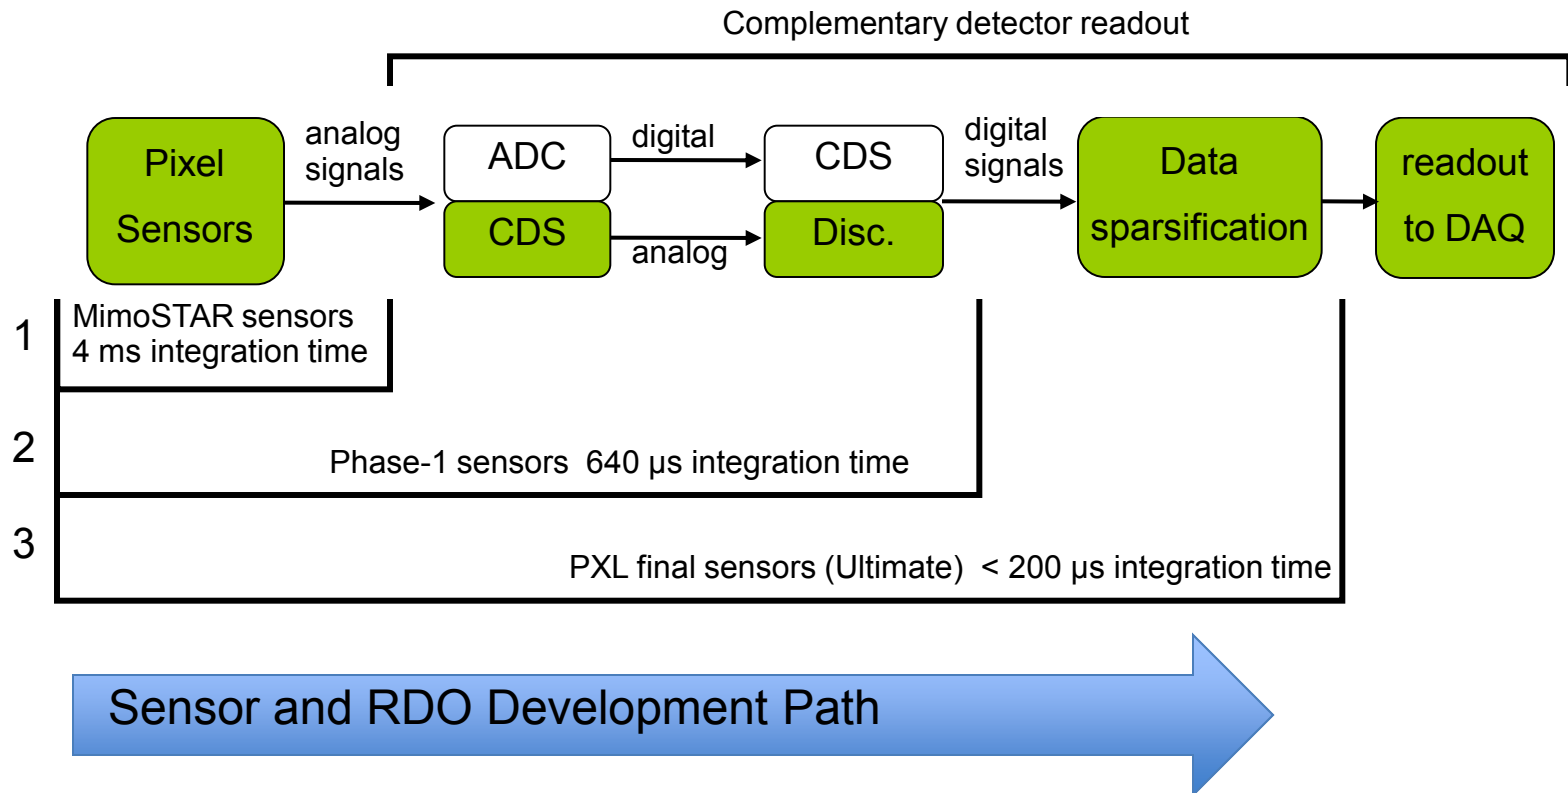 Complementary detector readout
Pixel
Sensors
analog
signals
ADC
digital
CDS
CDS
analog
Disc.
digital
signals
Data
sparsification
readout
to DAQ
1
MimoSTAR sensors
4 ms integration time
2
Phase-1 sensors 640 µs integration time
3
PXL final sensors (Ultimate) < 200 µs integration time
Sensor and RDO Development Path